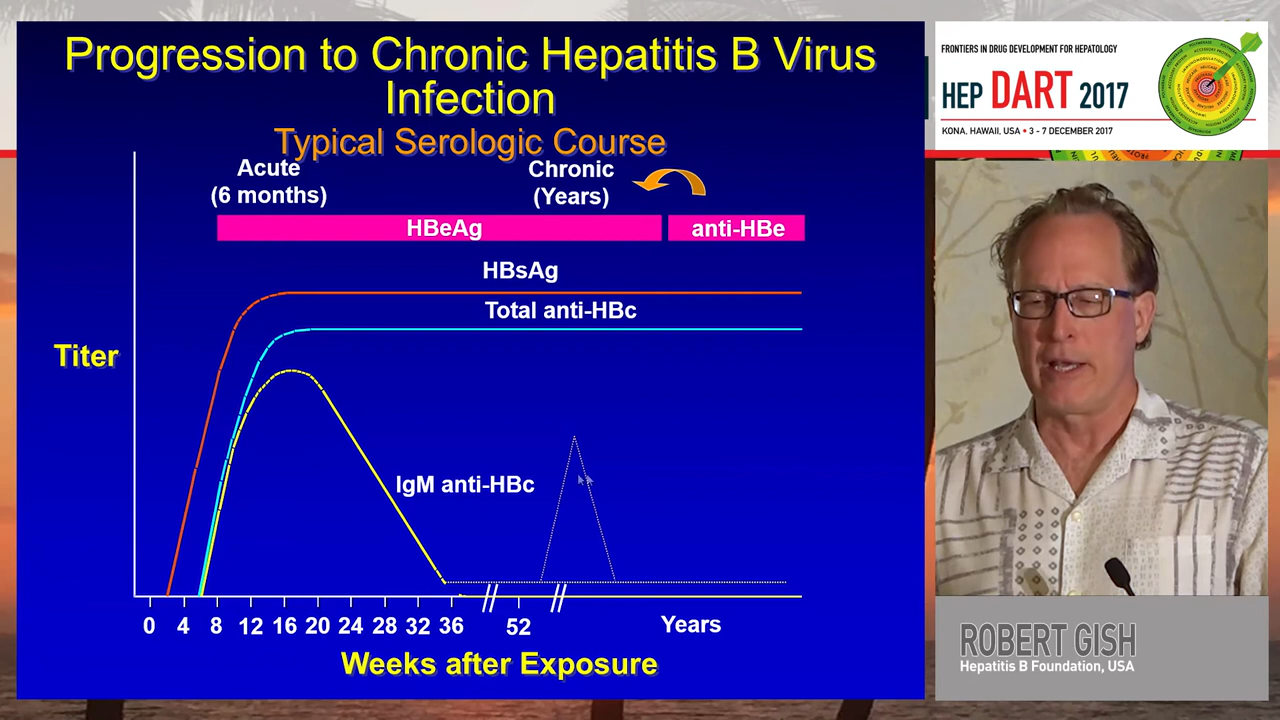 Progression to Chronic Hepatitis B Virus
Infection
Typical Serologic Course
Acute
(6 months)
Chronic
(Years)
HBeAg
anti-HBe
HBsAg
Total anti-HBc
Titer
IgM anti-HBc
0 4 8 12 16 20 24 28 32 36 52 Years
Weeks after Exposure
FRONTIERS IN DRUG DEVELOPMENT FOR HEPATOLOGY
HEP DART 2017
KONA, HAWAII, USA • 3 - 7 DECEMBER 2017
ROBERT GISH
Hepatitis B Foundation, USA